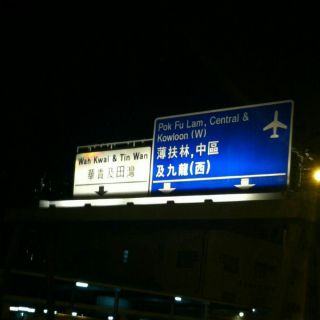 Wah Kwai & Tin Wan
華貴及田灣
Pok Fu Lam, Central &
Kowloon (W)
薄扶林,中區
及九龍(西)